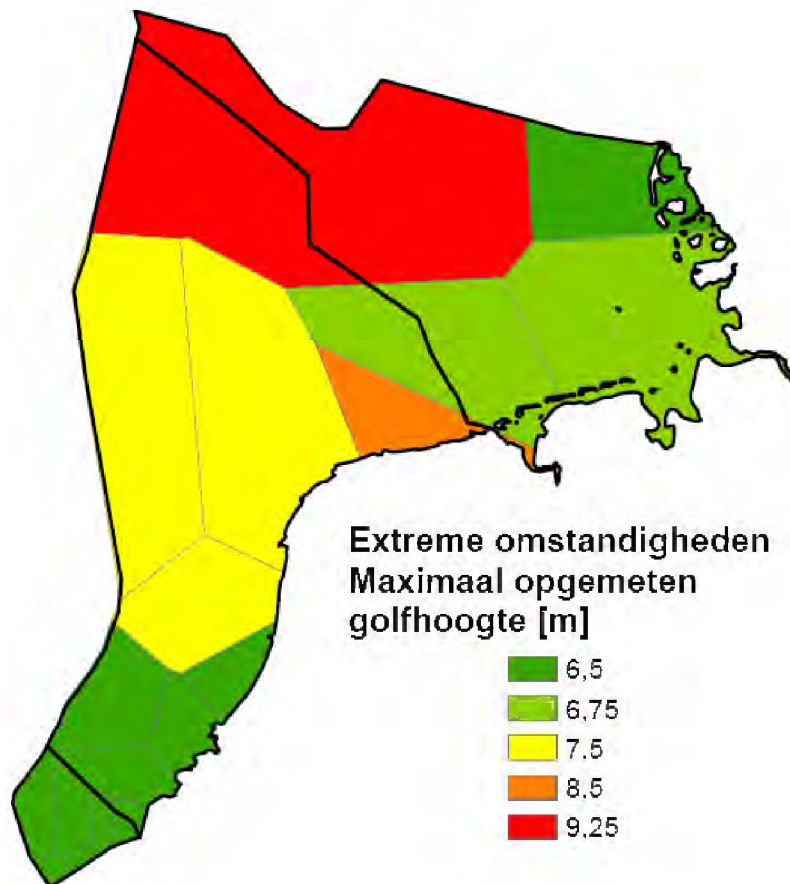 Extreme omstandigheden
Maximaal opgemeten
golfhoogte [m]
6,5
6,75
7,5
8,5
9,25